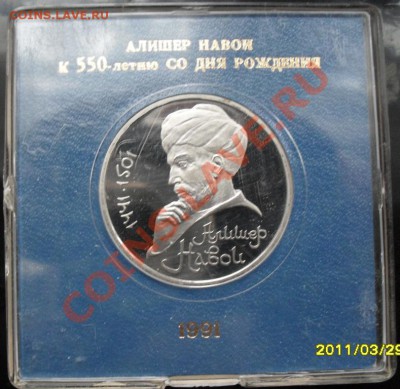 COINS.LAVE.RU
АЛИШЕР НАВОИ
К 550-летию СО ДНЯ РОЖДЕНИЯ
1441-1501
Алишер
Навои
COINS.LAVE.RU
1991
2011/03/29